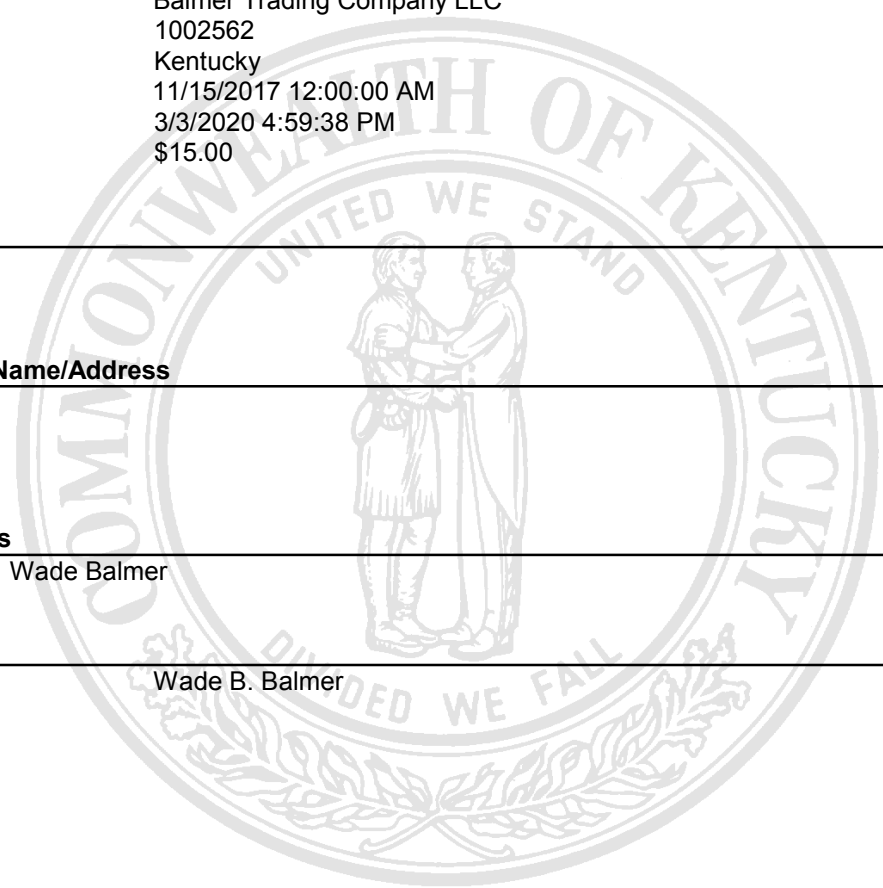 Balmer Trading Company LLC
1002562
Kentucky
11/15/2017 12:00:00 AM
3/3/2020 4:59:38 PM
$15.00
COMMONWEALTH OF KENTUCKY
UNITED WE STAND
Name/Address
s
Wade Balmer
Wade B. Balmer
DIVIDED WE FALL